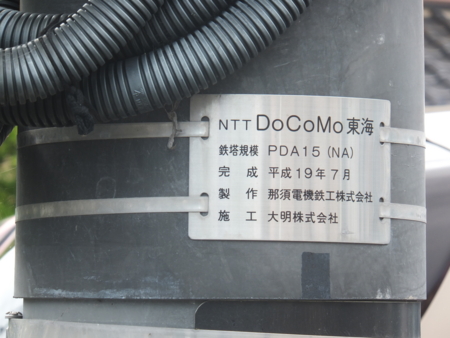 NTT DoCoMo東海
鉄塔規模 PDA15 (NA)
完成 平成19年7月
製作 那須電機鉄工株式会社
施工 大明株式会社